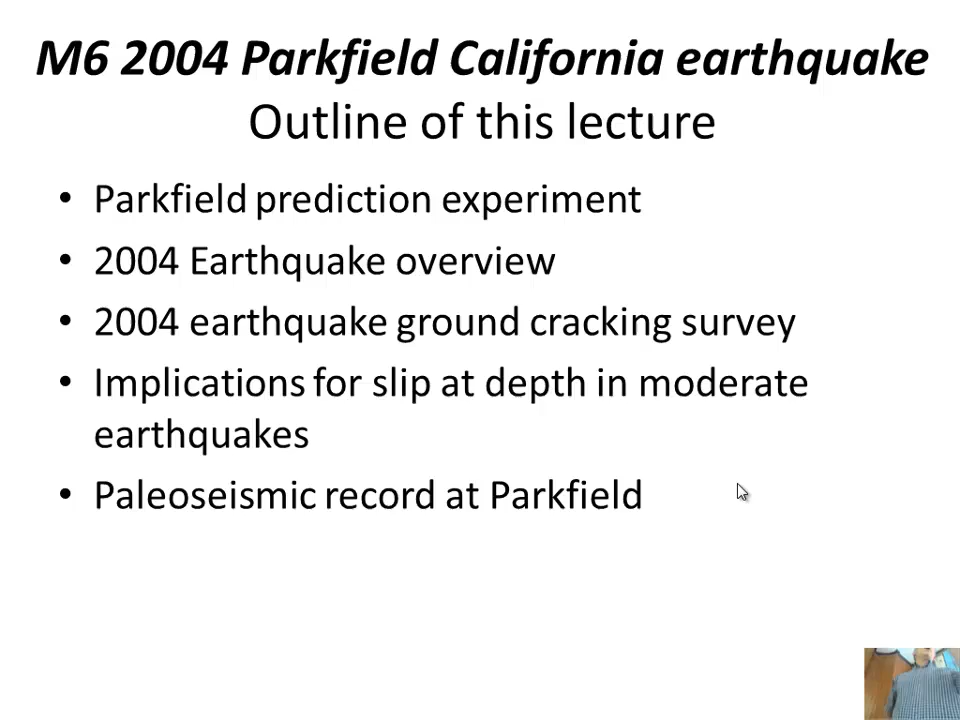 M6 2004 Parkfield California earthquake
Outline of this lecture
• Parkfield prediction experiment
• 2004 Earthquake overview
• 2004 earthquake ground cracking survey
• Implications for slip at depth in moderate
earthquakes
• Paleoseismic record at Parkfield